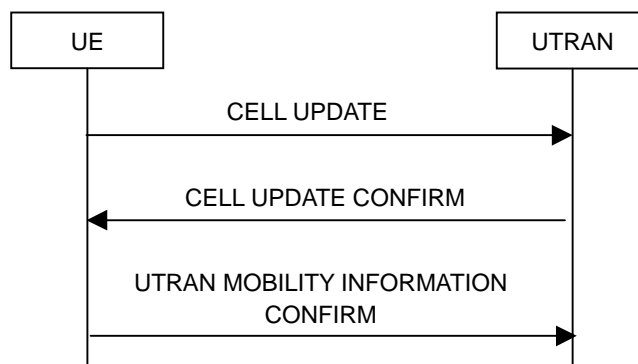 UE
UTRAN
CELL UPDATE
CELL UPDATE CONFIRM
UTRAN MOBILITY INFORMATION
CONFIRM